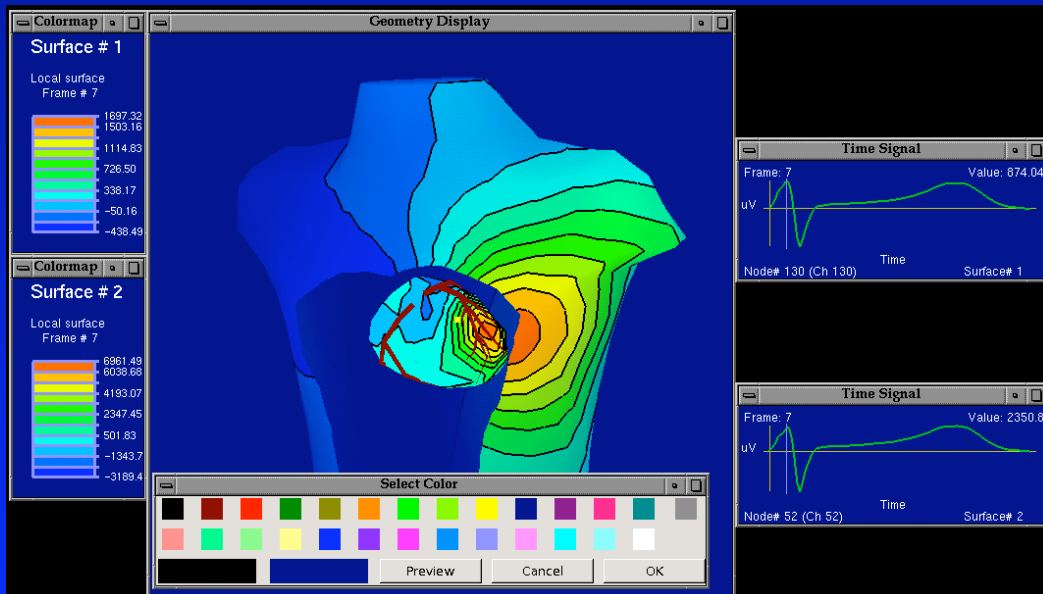 Colormap
Surface # 1
Local surface
Frame # 7
1697.32
1503.16
1114.83
726.50
338.17
−50.16
−438.49
Colormap
Surface # 2
Local surface
Frame # 7
6961.49
6038.68
4193.07
2347.45
501.83
−1343.7
−3189.4
Geometry Display
Select Color
Preview Cancel OK
Time Signal
Frame: 7 Value: 874.04
uV
Time
Node# 130 (Ch 130) Surface# 1
Time Signal
Frame: 7 Value: 2350.8
uV
Time
Node# 52 (Ch 52) Surface# 2